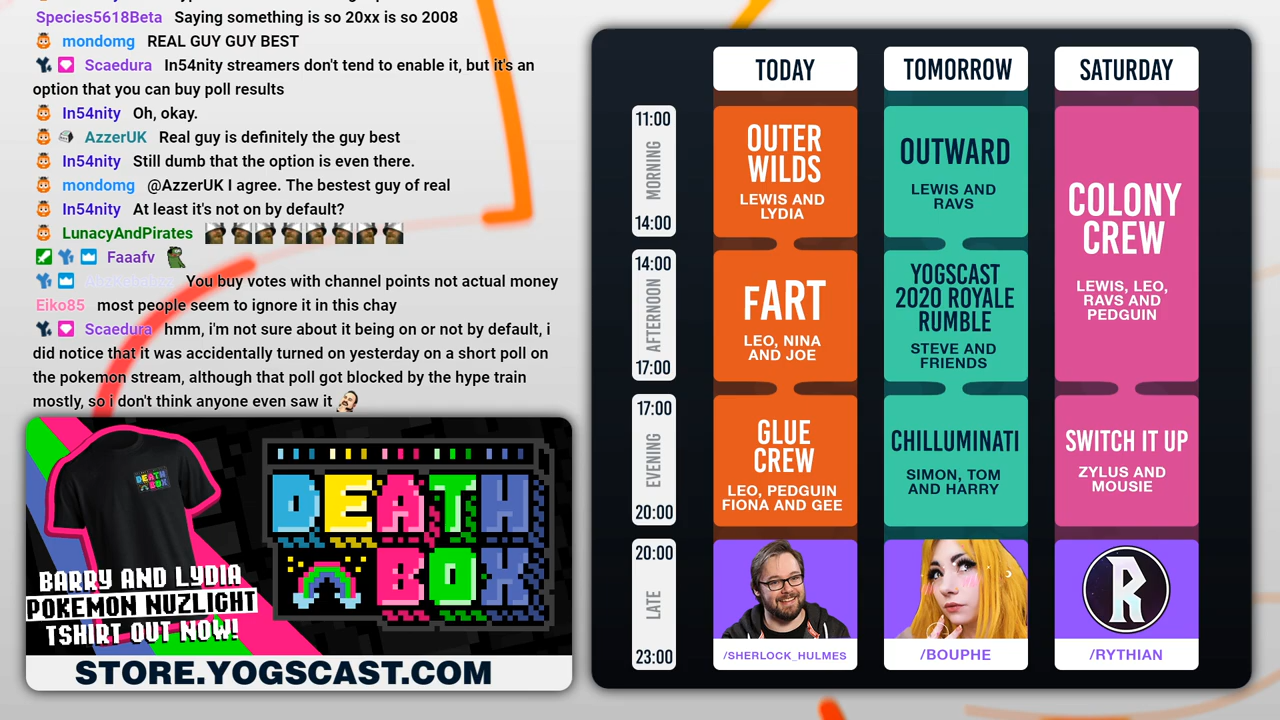 Species5618Beta Saying something is so 20xx is so 2008
mondomg REAL GUY GUY BEST
Scaedura In54nity streamers don't tend to enable it, but it's an
option that you can buy poll results
In54nity Oh, okay.
AzzerUK Real guy is definitely the guy best
In54nity Still dumb that the option is even there.
mondomg @AzzerUK I agree. The bestest guy of real
In54nity At least it's not on by default?
LunacyAndPirates
Faaafv
You buy votes with channel points not actual money
Eiko85 most people seem to ignore it in this chay
Scaedura hmm, i'm not sure about it being on or not by default, i
did notice that it was accidentally turned on yesterday on a short poll on
the pokemon stream, although that poll got blocked by the hype train
mostly, so i don't think anyone even saw it
DEATH
BOX
DEATH
BOX
BARRY AND LYDIA
POKEMON NUZLIGHT
TSHIRT OUT NOW!
STORE.YOGSCAST.COM
TODAY
TOMORROW
SATURDAY
11:00
MORNING
14:00
OUTER
WILDS
LEWIS AND
LYDIA
OUTWARD
LEWIS AND
RAVS
COLONY
CREW
LEWIS, LEO,
RAVS AND
PEDGUIN
14:00
AFTERNOON
17:00
fART
LEO, NINA
AND JOE
YOGSCAST
2020 ROYALE
RUMBLE
STEVE AND
FRIENDS
17:00
EVENING
20:00
GLUE
CREW
LEO, PEDGUIN
FIONA AND GEE
CHILLUMINATI
SIMON, TOM
AND HARRY
SWITCH IT UP
ZYLUS AND
MOUSIE
20:00
LATE
23:00
/SHERLOCK_HULMES
/BOUPHE
R
/RYTHIAN